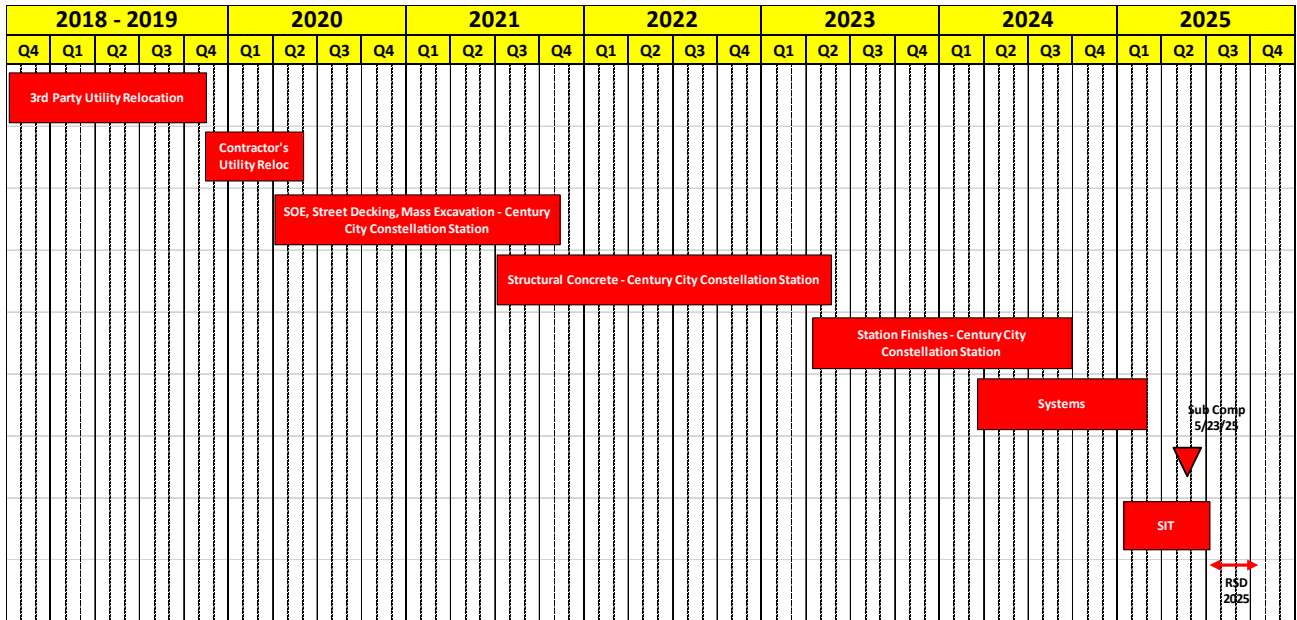 2018 - 2019 2020 2021 2022 2023 2024 2025
Q4 Q1 Q2 Q3 Q4 Q1 Q2 Q3 Q4 Q1 Q2 Q3 Q4 Q1 Q2 Q3 Q4 Q1 Q2 Q3 Q4 Q1 Q2 Q3 Q4 Q1 Q2 Q3 Q4
3rd Party Utility Relocation
Contractor's
Utility Reloc
SOE, Street Decking, Mass Excavation - Century
City Constellation Station
Structural Concrete - Century City Constellation Station
Station Finishes - Century City
Constellation Station
Systems
Sub Comp
5/23/25
SIT
RSD
2025